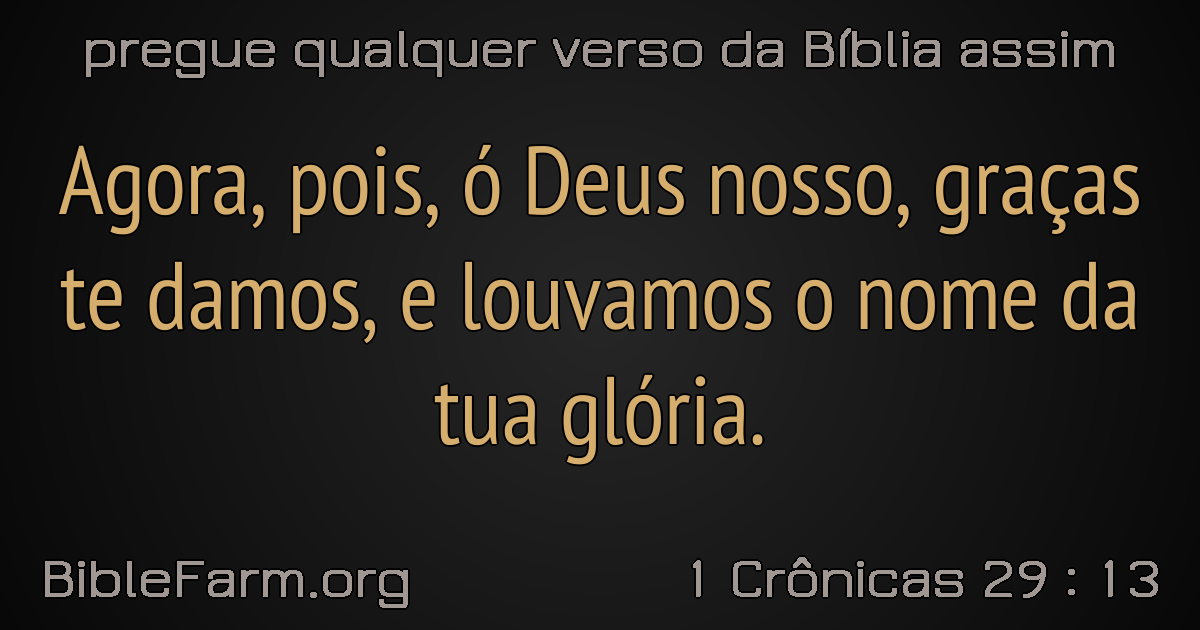 pregue qualquer verso da Bíblia assim
Agora, pois, ó Deus nosso, graças
te damos, e louvamos o nome da
tua glória.
BibleFarm.org
1 Crônicas 29 : 13